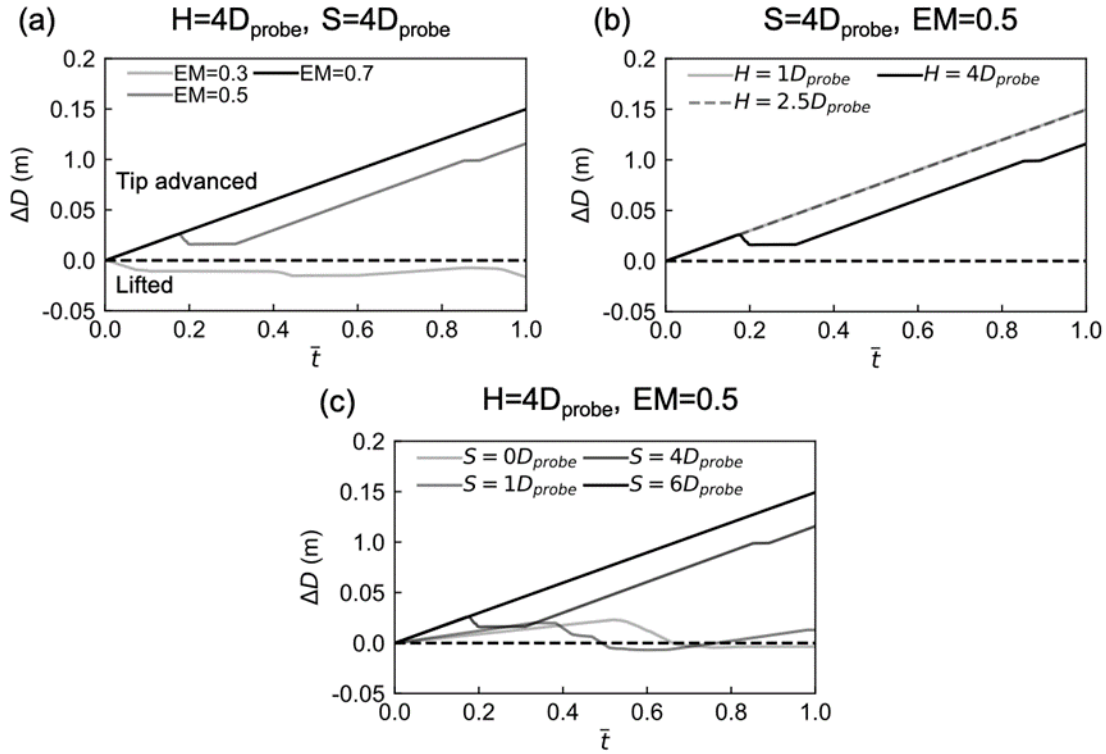 (a) H=4D_probe, S=4D_probe
0.2
0.15
1.0
0.05
0.0
-0.05
ΔD (m)
EM=0.3 EM=0.7
EM=0.5
Tip advanced
Lifted
0.0 0.2 0.4 0.6 0.8 1.0
t̄
(b) S=4D_probe, EM=0.5
0.2
0.15
1.0
0.05
0.0
-0.05
ΔD (m)
H = 1D_probe H = 4D_probe
H = 2.5D_probe
0.0 0.2 0.4 0.6 0.8 1.0
t̄
(c) H=4D_probe, EM=0.5
0.2
0.15
1.0
0.05
0.0
-0.05
ΔD (m)
S = 0D_probe S = 4D_probe
S = 1D_probe S = 6D_probe
0.0 0.2 0.4 0.6 0.8 1.0
t̄